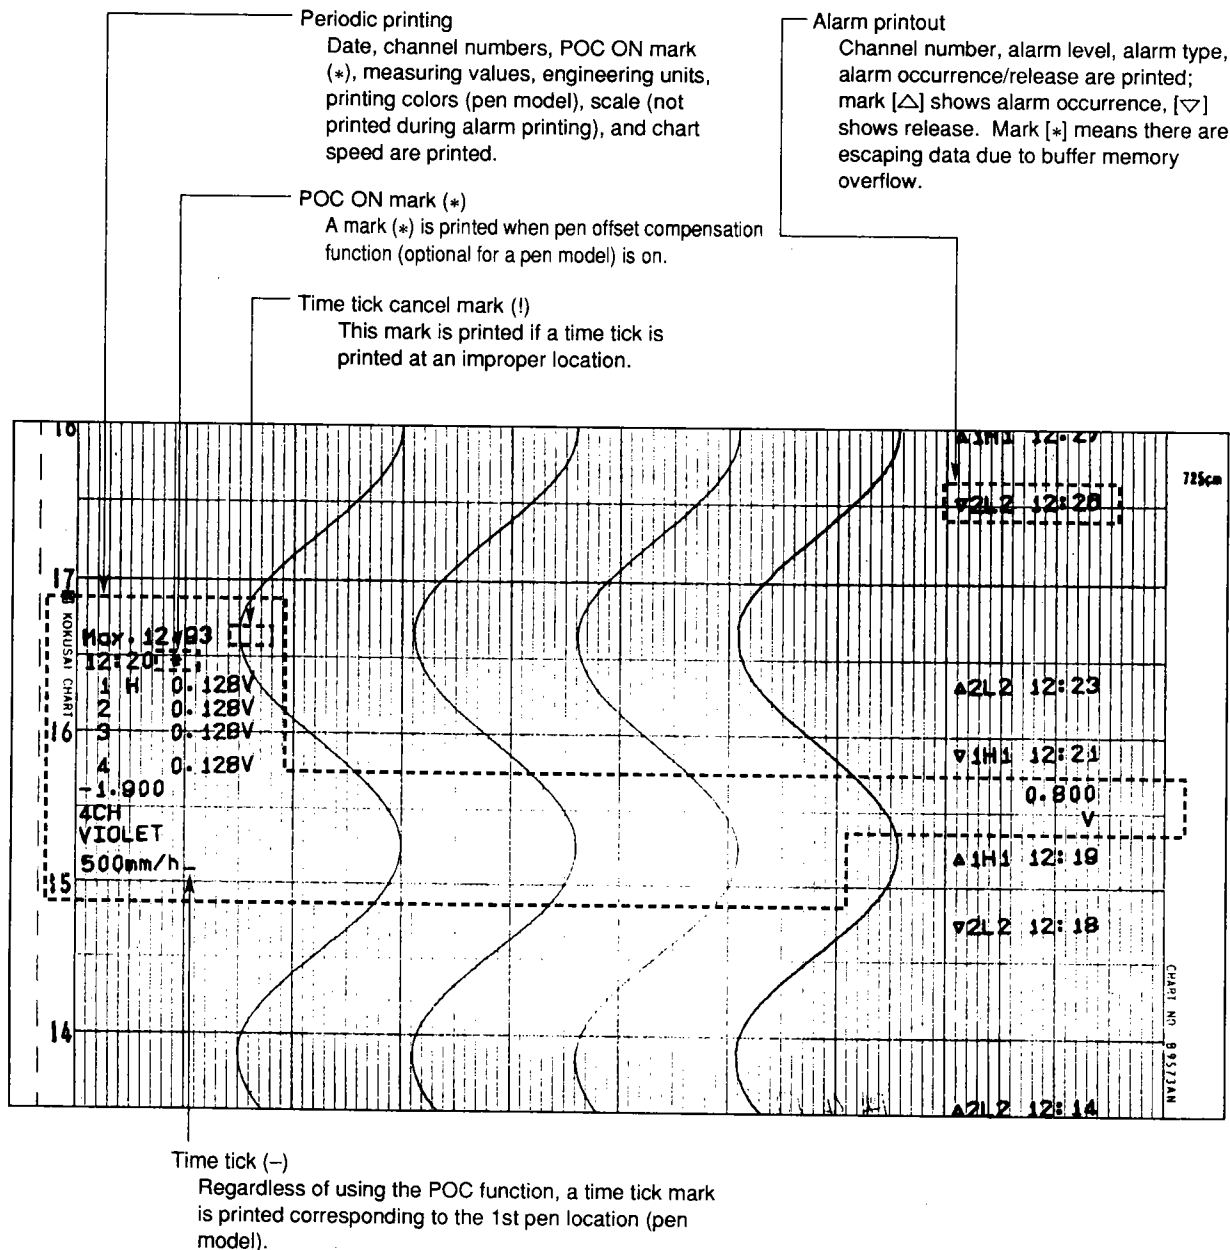 Periodic printing
Date, channel numbers, POC ON mark
(*), measuring values, engineering units,
printing colors (pen model), scale (not
printed during alarm printing), and chart
speed are printed.
Alarm printout
Channel number, alarm level, alarm type,
alarm occurrence/release are printed;
mark [△] shows alarm occurrence, [▽]
shows release. Mark [*] means there are
escaping data due to buffer memory
overflow.
POC ON mark (*)
A mark (*) is printed when pen offset compensation
function (optional for a pen model) is on.
Time tick cancel mark (!)
This mark is printed if a time tick is
printed at an improper location.
▲1H1 12:27
725cm
▽2L2 12:26
17
KOKUSAI CHART
12:20 *
1 H 0.128V
2 0.128V
3 0.128V
16
4 0.128V
-1.900
4CH
VIOLET
500mm/h
15
▲2L2 12:23
▽1H1 12:21
0.800
V
▲1H1 12:19
▽2L2 12:18
14
CHART NO B9573AN
▲2L2 12:14
Time tick (–)
Regardless of using the POC function, a time tick mark
is printed corresponding to the 1st pen location (pen
model).